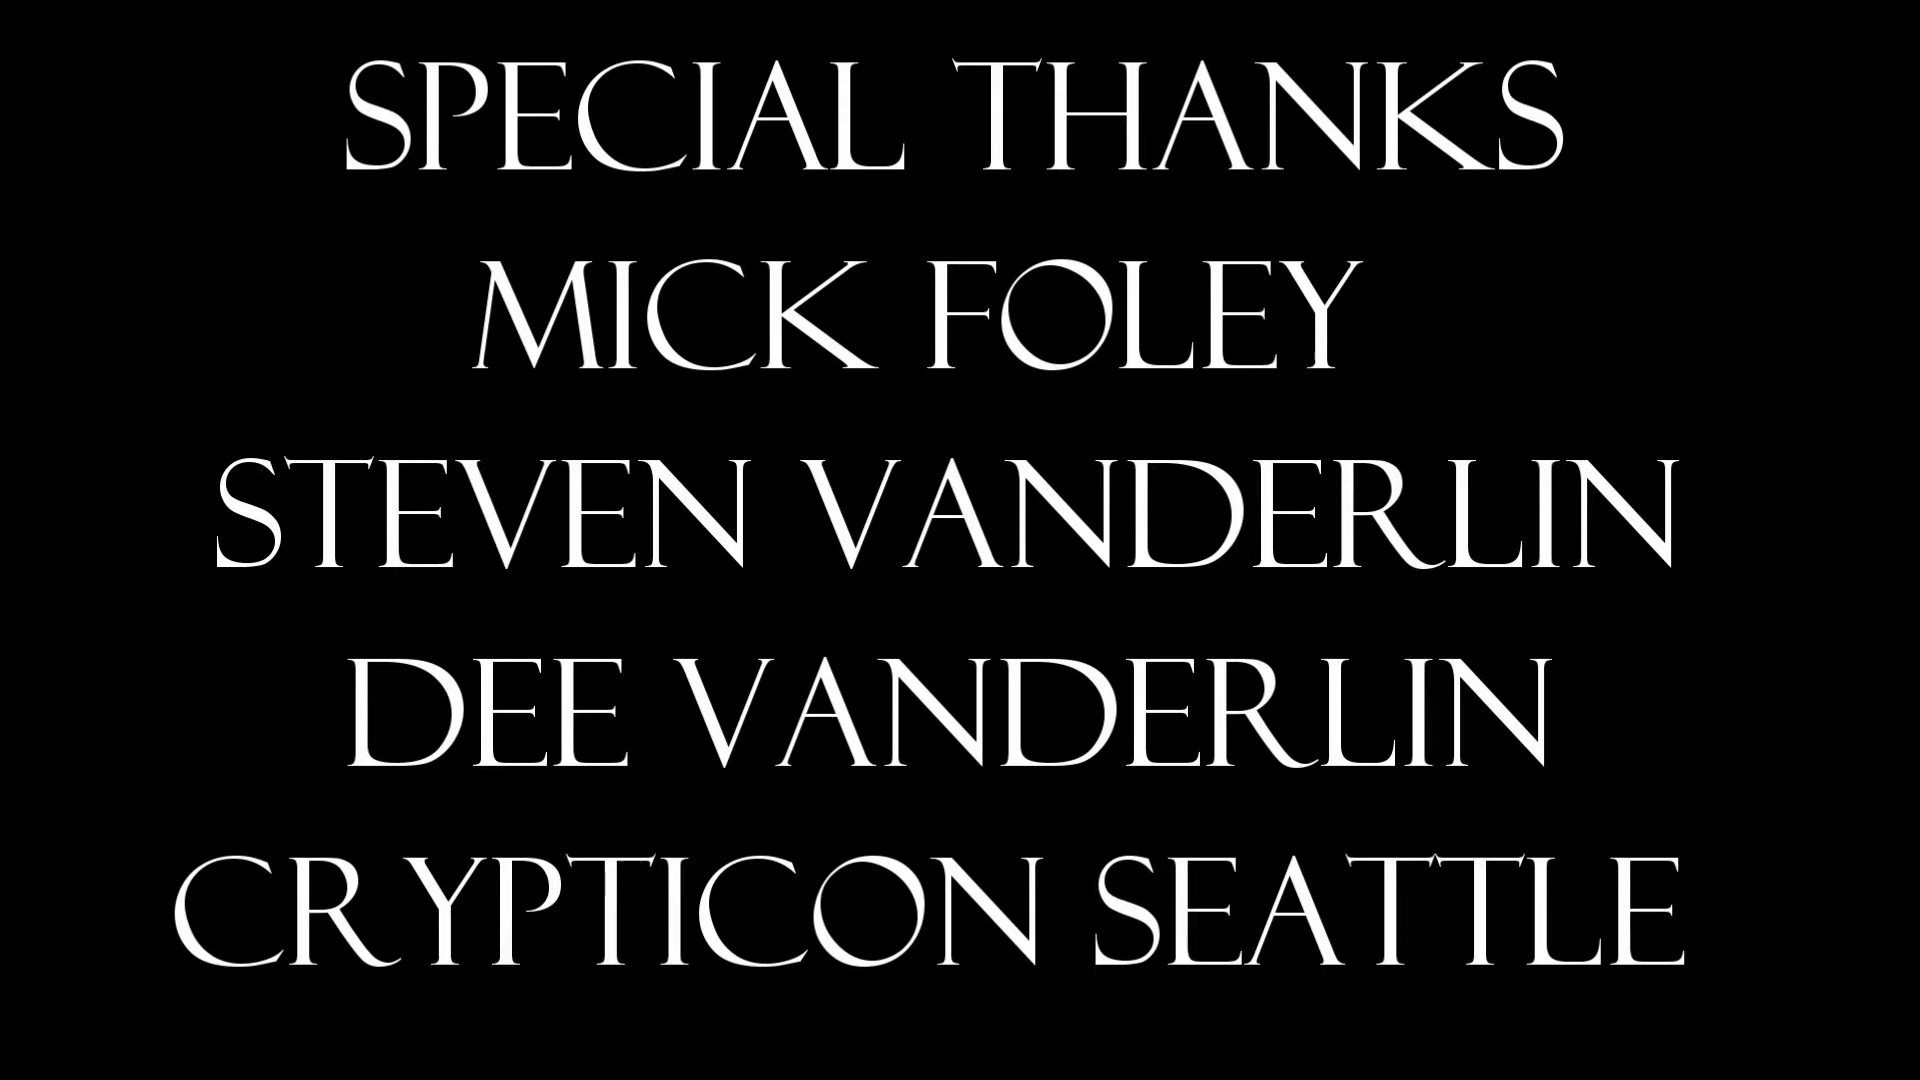 SPECIAL THANKS
MICK FOLEY
STEVEN VANDERLIN
DEE VANDERLIN
CRYPTICON SEATTLE